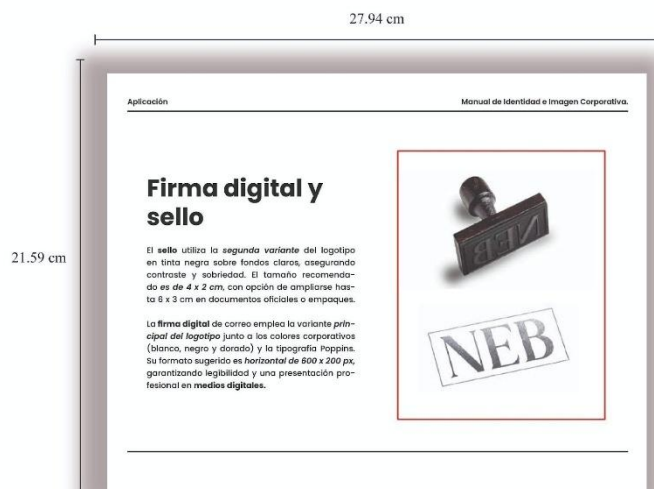 27.94 cm
Aplicación
Manual de Identidad e Imagen Corporativa.
Firma digital y
sello
El sello utiliza la segunda variante del logotipo
en tinta negra sobre fondos claros, asegurando
contraste y sobriedad. El tamaño recomenda-
do es de 4 x 2 cm, con opción de ampliarse has-
ta 6 x 3 cm en documentos oficiales o empaques.
La firma digital de correo emplea la variante prin-
cipal del logotipo junto a los colores corporativos
(blanco, negro y dorado) y la tipografía Poppins.
Su formato sugerido es horizontal de 600 x 200 px,
garantizando legibilidad y una presentación pro-
fesional en medios digitales.
21.59 cm
NEB
NEB